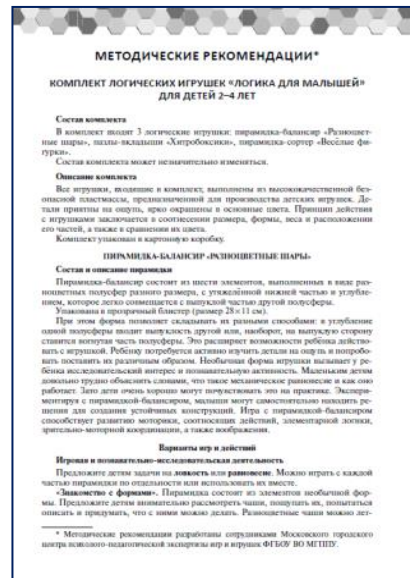 МЕТОДИЧЕСКИЕ РЕКОМЕНДАЦИИ*
КОМПЛЕКТ ЛОГИЧЕСКИХ ИГРУШЕК «ЛОГИКА ДЛЯ МАЛЫШЕЙ»
ДЛЯ ДЕТЕЙ 2–4 ЛЕТ
Состав комплекта
В комплект входят 3 логические игрушки: пирамидка-балансир «Разноцвет-
ные шары», пазлы-вкладыши «Хитробоксики», пирамидка-сортер «Весёлые фи-
гурки».
Состав комплекта может незначительно изменяться.
Описание комплекта
Все игрушки, входящие в комплект, выполнены из высококачественной без-
опасной пластмассы, предназначенной для производства детских игрушек. Де-
тали приятны на ощупь, ярко окрашены в основные цвета. Принцип действия
с игрушками заключается в соотнесении размера, формы, веса и расположении
его частей, а также в сравнении их цвета.
Комплект упакован в картонную коробку.
ПИРАМИДКА-БАЛАНСИР «РАЗНОЦВЕТНЫЕ ШАРЫ»
Состав и описание пирамидки
Пирамидка-балансир состоит из шести элементов, выполненных в виде раз-
ноцветных полусфер разного размера, с утяжелённой нижней частью и углубле-
нием, которое легко совмещается с выпуклой частью другой полусферы.
Упакована в прозрачный блистер (размер 28 × 11 см).
При этом форма позволяет складывать их разными способами: в углубление
одной полусферы вводит выпуклость другой или, наоборот, на выпуклую сторону
ставится вогнутая часть полусферы. Это расширяет возможности ребёнка действо-
вать с игрушкой. Ребёнку потребуется активно изучить детали на ощупь и попробо-
вать поставить их различным образом. Необычная форма игрушки вызывает у ре-
бёнка исследовательский интерес и познавательную активность. Маленьким детям
довольно трудно объяснить словами, что такое механическое равновесие и как оно
работает. Зато дети очень хорошо могут почувствовать это на практике. Экспери-
ментируя с пирамидкой-балансиром, малыши могут самостоятельно находить ре-
шения для создания устойчивых конструкций. Игра с пирамидкой-балансиром
способствует развитию моторики, соотносящих действий, элементарной логики,
зрительно-моторной координации, а также воображения.
Варианты игр и действий
Игровая и познавательно-исследовательская деятельность
Предложите детям задачи на ловкость или равновесие. Можно играть с каждой
частью пирамидки по отдельности или использовать их вместе.
«Знакомство с формами». Пирамидка состоит из элементов необычной фор-
мы. Предложите детям внимательно рассмотреть чаши, пощупать их, попытаться
описать и придумать, что с ними можно делать. Разноцветные чаши можно лег-
* Методические рекомендации разработаны сотрудниками Московского городского
центра психолого-педагогической экспертизы игр и игрушек ФГБОУ ВО МГППУ.